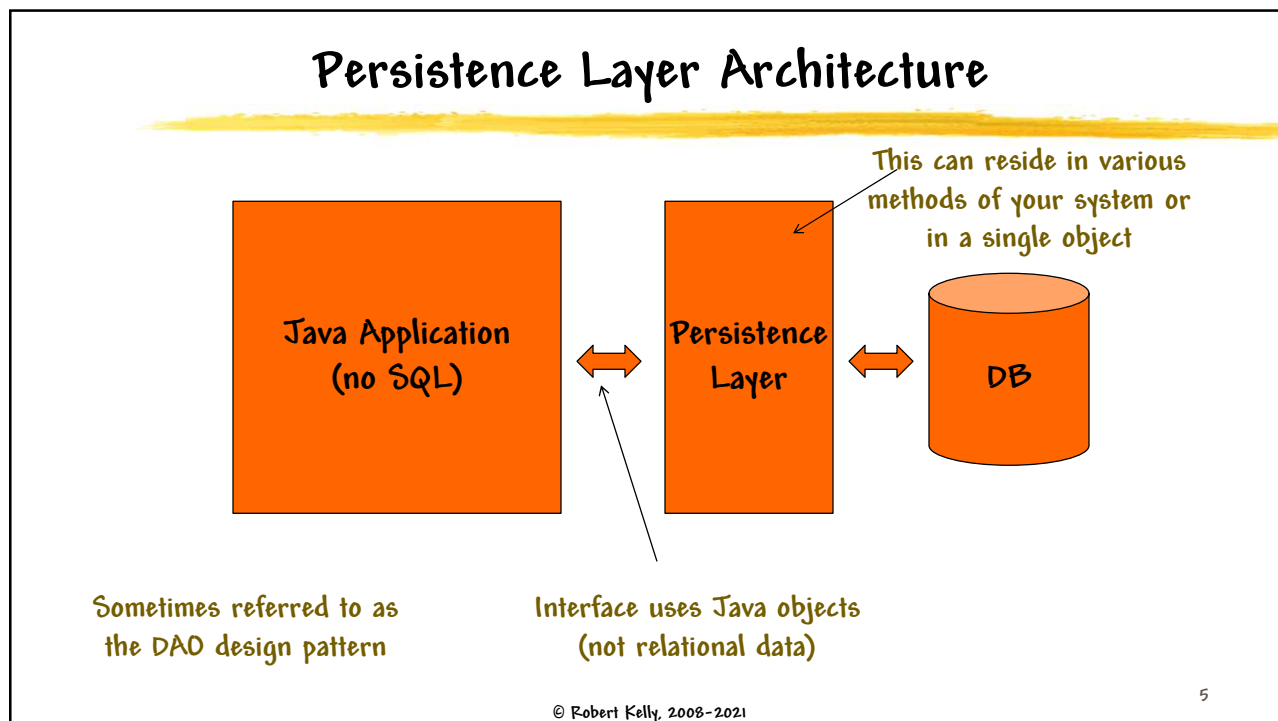 Persistence Layer Architecture
This can reside in various
methods of your system or
in a single object
Java Application
(no SQL)
Persistence
Layer
DB
Sometimes referred to as
the DAO design pattern
Interface uses Java objects
(not relational data)
© Robert Kelly, 2008-2021
5